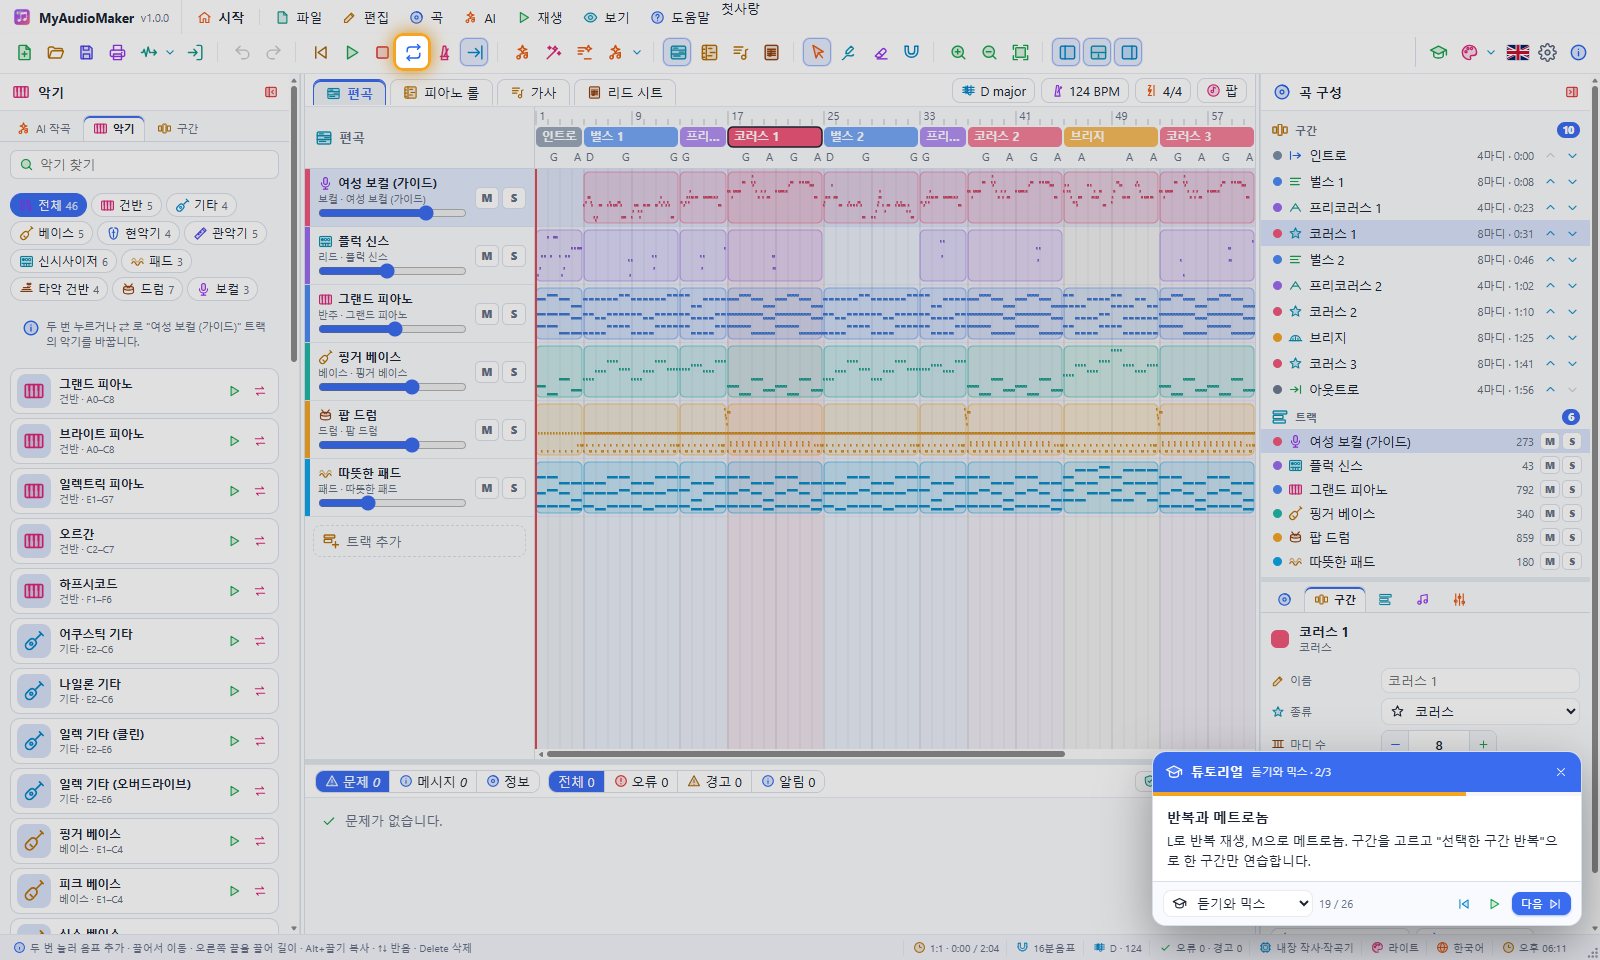 MyAudioMaker v1.0.0 시작 파일 편집 곡 AI 재생 보기 도움말 첫사랑
악기
AI 작곡 악기 구간
악기 찾기
전체 46 건반 5 기타 4
베이스 5 현악기 4 관악기 5
신시사이저 6 패드 3
타악 건반 4 드럼 7 보컬 3
두 번 누르거나 ⇄ 로 "여성 보컬 (가이드)" 트랙
의 악기를 바꿉니다.
그랜드 피아노
건반 · A0–C8
브라이트 피아노
건반 · A0–C8
일렉트릭 피아노
건반 · E1–G7
오르간
건반 · C2–C7
하프시코드
건반 · F1–F6
어쿠스틱 기타
기타 · E2–C6
나일론 기타
기타 · E2–C6
일렉 기타 (클린)
기타 · E2–E6
일렉 기타 (오버드라이브)
기타 · E2–E6
핑거 베이스
베이스 · E1–C4
피크 베이스
베이스 · E1–C4
편곡 피아노 롤 가사 리드 시트 D major 124 BPM 4/4 팝
편곡
1 9 17 25 33 41 49 57
인트로 벌스 1 프리... 코러스 1 벌스 2 프리... 코러스 2 브리지 코러스 3
G A D G G G G A G A D G G G G A G A A A A G A G A
여성 보컬 (가이드)
보컬 · 여성 보컬 (가이드)
M S
플럭 신스
리드 · 플럭 신스
M S
그랜드 피아노
반주 · 그랜드 피아노
M S
핑거 베이스
베이스 · 핑거 베이스
M S
팝 드럼
드럼 · 팝 드럼
M S
따뜻한 패드
패드 · 따뜻한 패드
M S
트랙 추가
문제 0 메시지 0 정보 전체 0 오류 0 경고 0 알림 0
문제가 없습니다.
곡 구성
구간 10
인트로 4마디 · 0:00
벌스 1 8마디 · 0:08
프리코러스 1 4마디 · 0:23
코러스 1 8마디 · 0:31
벌스 2 8마디 · 0:46
프리코러스 2 4마디 · 1:02
코러스 2 8마디 · 1:10
브리지 8마디 · 1:25
코러스 3 8마디 · 1:41
아웃트로 4마디 · 1:56
트랙 6
여성 보컬 (가이드) 273 M S
플럭 신스 43 M S
그랜드 피아노 792 M S
핑거 베이스 340 M S
팝 드럼 859 M S
따뜻한 패드 180 M S
구간
코러스 1
코러스
이름 코러스 1
종류 코러스
마디 수 8
튜토리얼 듣기와 믹스 · 2/3
반복과 메트로놈
L로 반복 재생, M으로 메트로놈. 구간을 고르고 "선택한 구간 반복"으
로 한 구간만 연습합니다.
듣기와 믹스 19 / 26 다음
두 번 눌러 음표 추가 · 끌어서 이동 · 오른쪽 끝을 끌어 길이 · Alt+끌기 복사 · ↑↓ 반음 · Delete 삭제
1:1 · 0:00 / 2:04 16분음표 D · 124 오류 0 · 경고 0 내장 작사·작곡기 라이트 한국어 오후 06:11